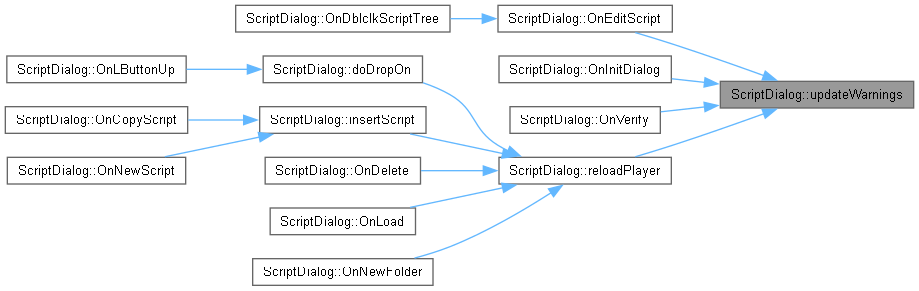 ScriptDialog::OnDblclkScriptTree
ScriptDialog::OnEditScript
ScriptDialog::OnLButtonUp
ScriptDialog::doDropOn
ScriptDialog::OnInitDialog
ScriptDialog::updateWarnings
ScriptDialog::OnCopyScript
ScriptDialog::insertScript
ScriptDialog::OnVerify
ScriptDialog::OnNewScript
ScriptDialog::OnDelete
ScriptDialog::reloadPlayer
ScriptDialog::OnLoad
ScriptDialog::OnNewFolder